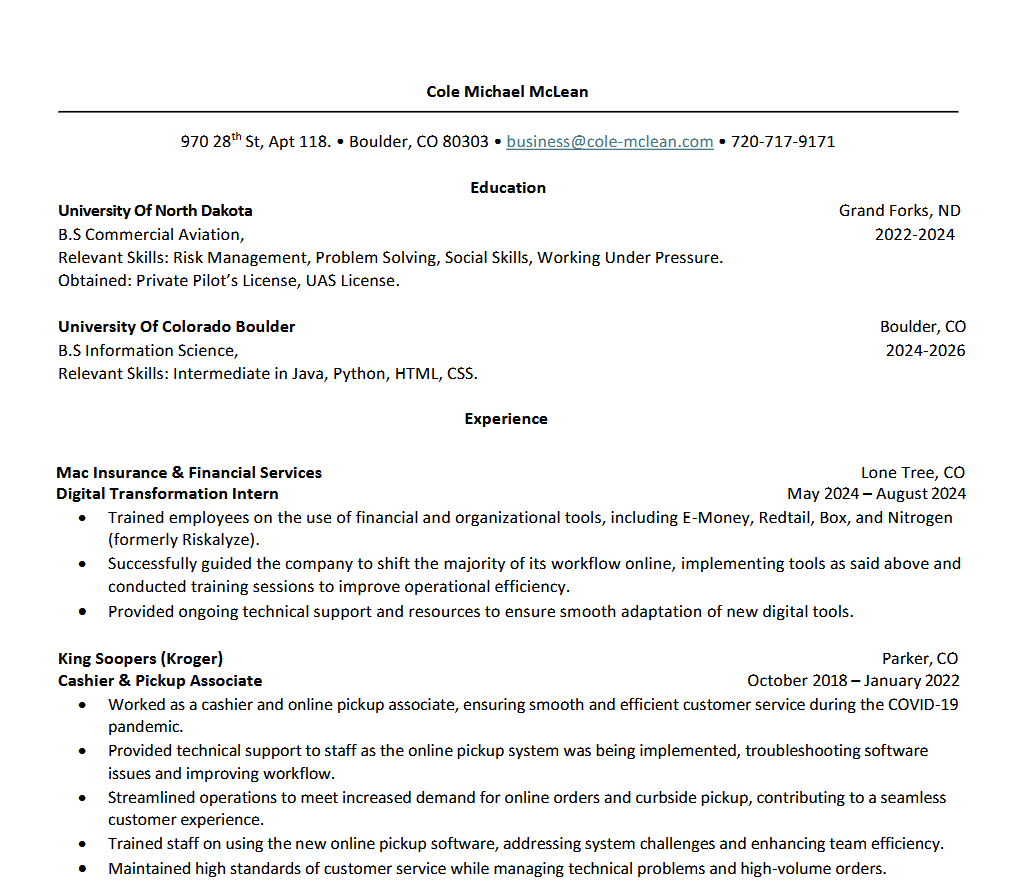 Cole Michael McLean
970 28th St, Apt 118. • Boulder, CO 80303 • business@cole-mclean.com • 720-717-9171
Education
University Of North Dakota Grand Forks, ND
B.S Commercial Aviation, 2022-2024
Relevant Skills: Risk Management, Problem Solving, Social Skills, Working Under Pressure.
Obtained: Private Pilot’s License, UAS License.
University Of Colorado Boulder Boulder, CO
B.S Information Science, 2024-2026
Relevant Skills: Intermediate in Java, Python, HTML, CSS.
Experience
Mac Insurance & Financial Services Lone Tree, CO
Digital Transformation Intern May 2024 – August 2024
• Trained employees on the use of financial and organizational tools, including E-Money, Redtail, Box, and Nitrogen
(formerly Riskalyze).
• Successfully guided the company to shift the majority of its workflow online, implementing tools as said above and
conducted training sessions to improve operational efficiency.
• Provided ongoing technical support and resources to ensure smooth adaptation of new digital tools.
King Soopers (Kroger) Parker, CO
Cashier & Pickup Associate October 2018 – January 2022
• Worked as a cashier and online pickup associate, ensuring smooth and efficient customer service during the COVID-19
pandemic.
• Provided technical support to staff as the online pickup system was being implemented, troubleshooting software
issues and improving workflow.
• Streamlined operations to meet increased demand for online orders and curbside pickup, contributing to a seamless
customer experience.
• Trained staff on using the new online pickup software, addressing system challenges and enhancing team efficiency.
• Maintained high standards of customer service while managing technical problems and high-volume orders.